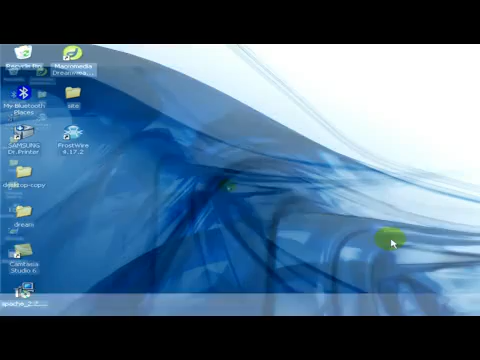 Recycle Bin
Macromedia
Dreamwea...
My Bluetooth
Places
site
SAMSUNG
Dr.Printer
FrostWire
4.17.2
desktop-copy
dream
Camtasia
Studio 6
apache_2.2....